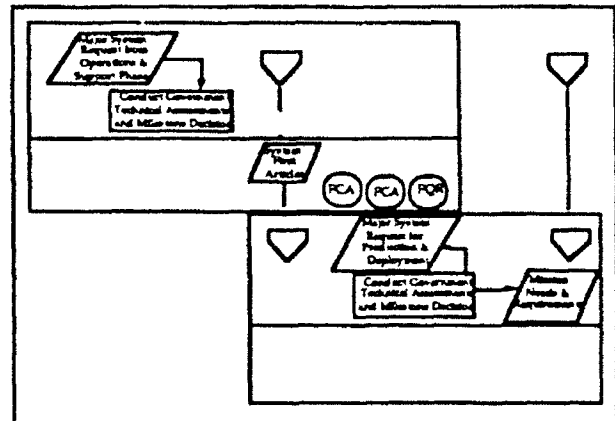 Major System
Request from
Operations &
Support Phase
Conduct Government
Technical Assessment
and Milestone Decision
System
First
Articles
PCA
PCA
PQR
Major System
Request for
Production &
Deployment
Conduct Government
Technical Assessment
and Milestone Decision
Mission
Needs &
Requirements